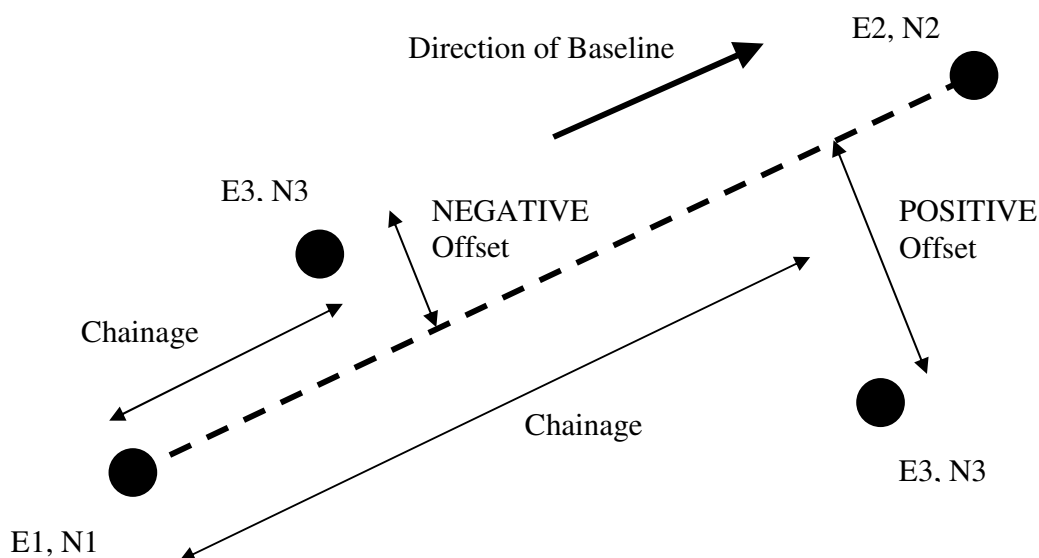 E2, N2
Direction of Baseline
E3, N3
NEGATIVE
Offset
POSITIVE
Offset
Chainage
Chainage
E3, N3
E1, N1